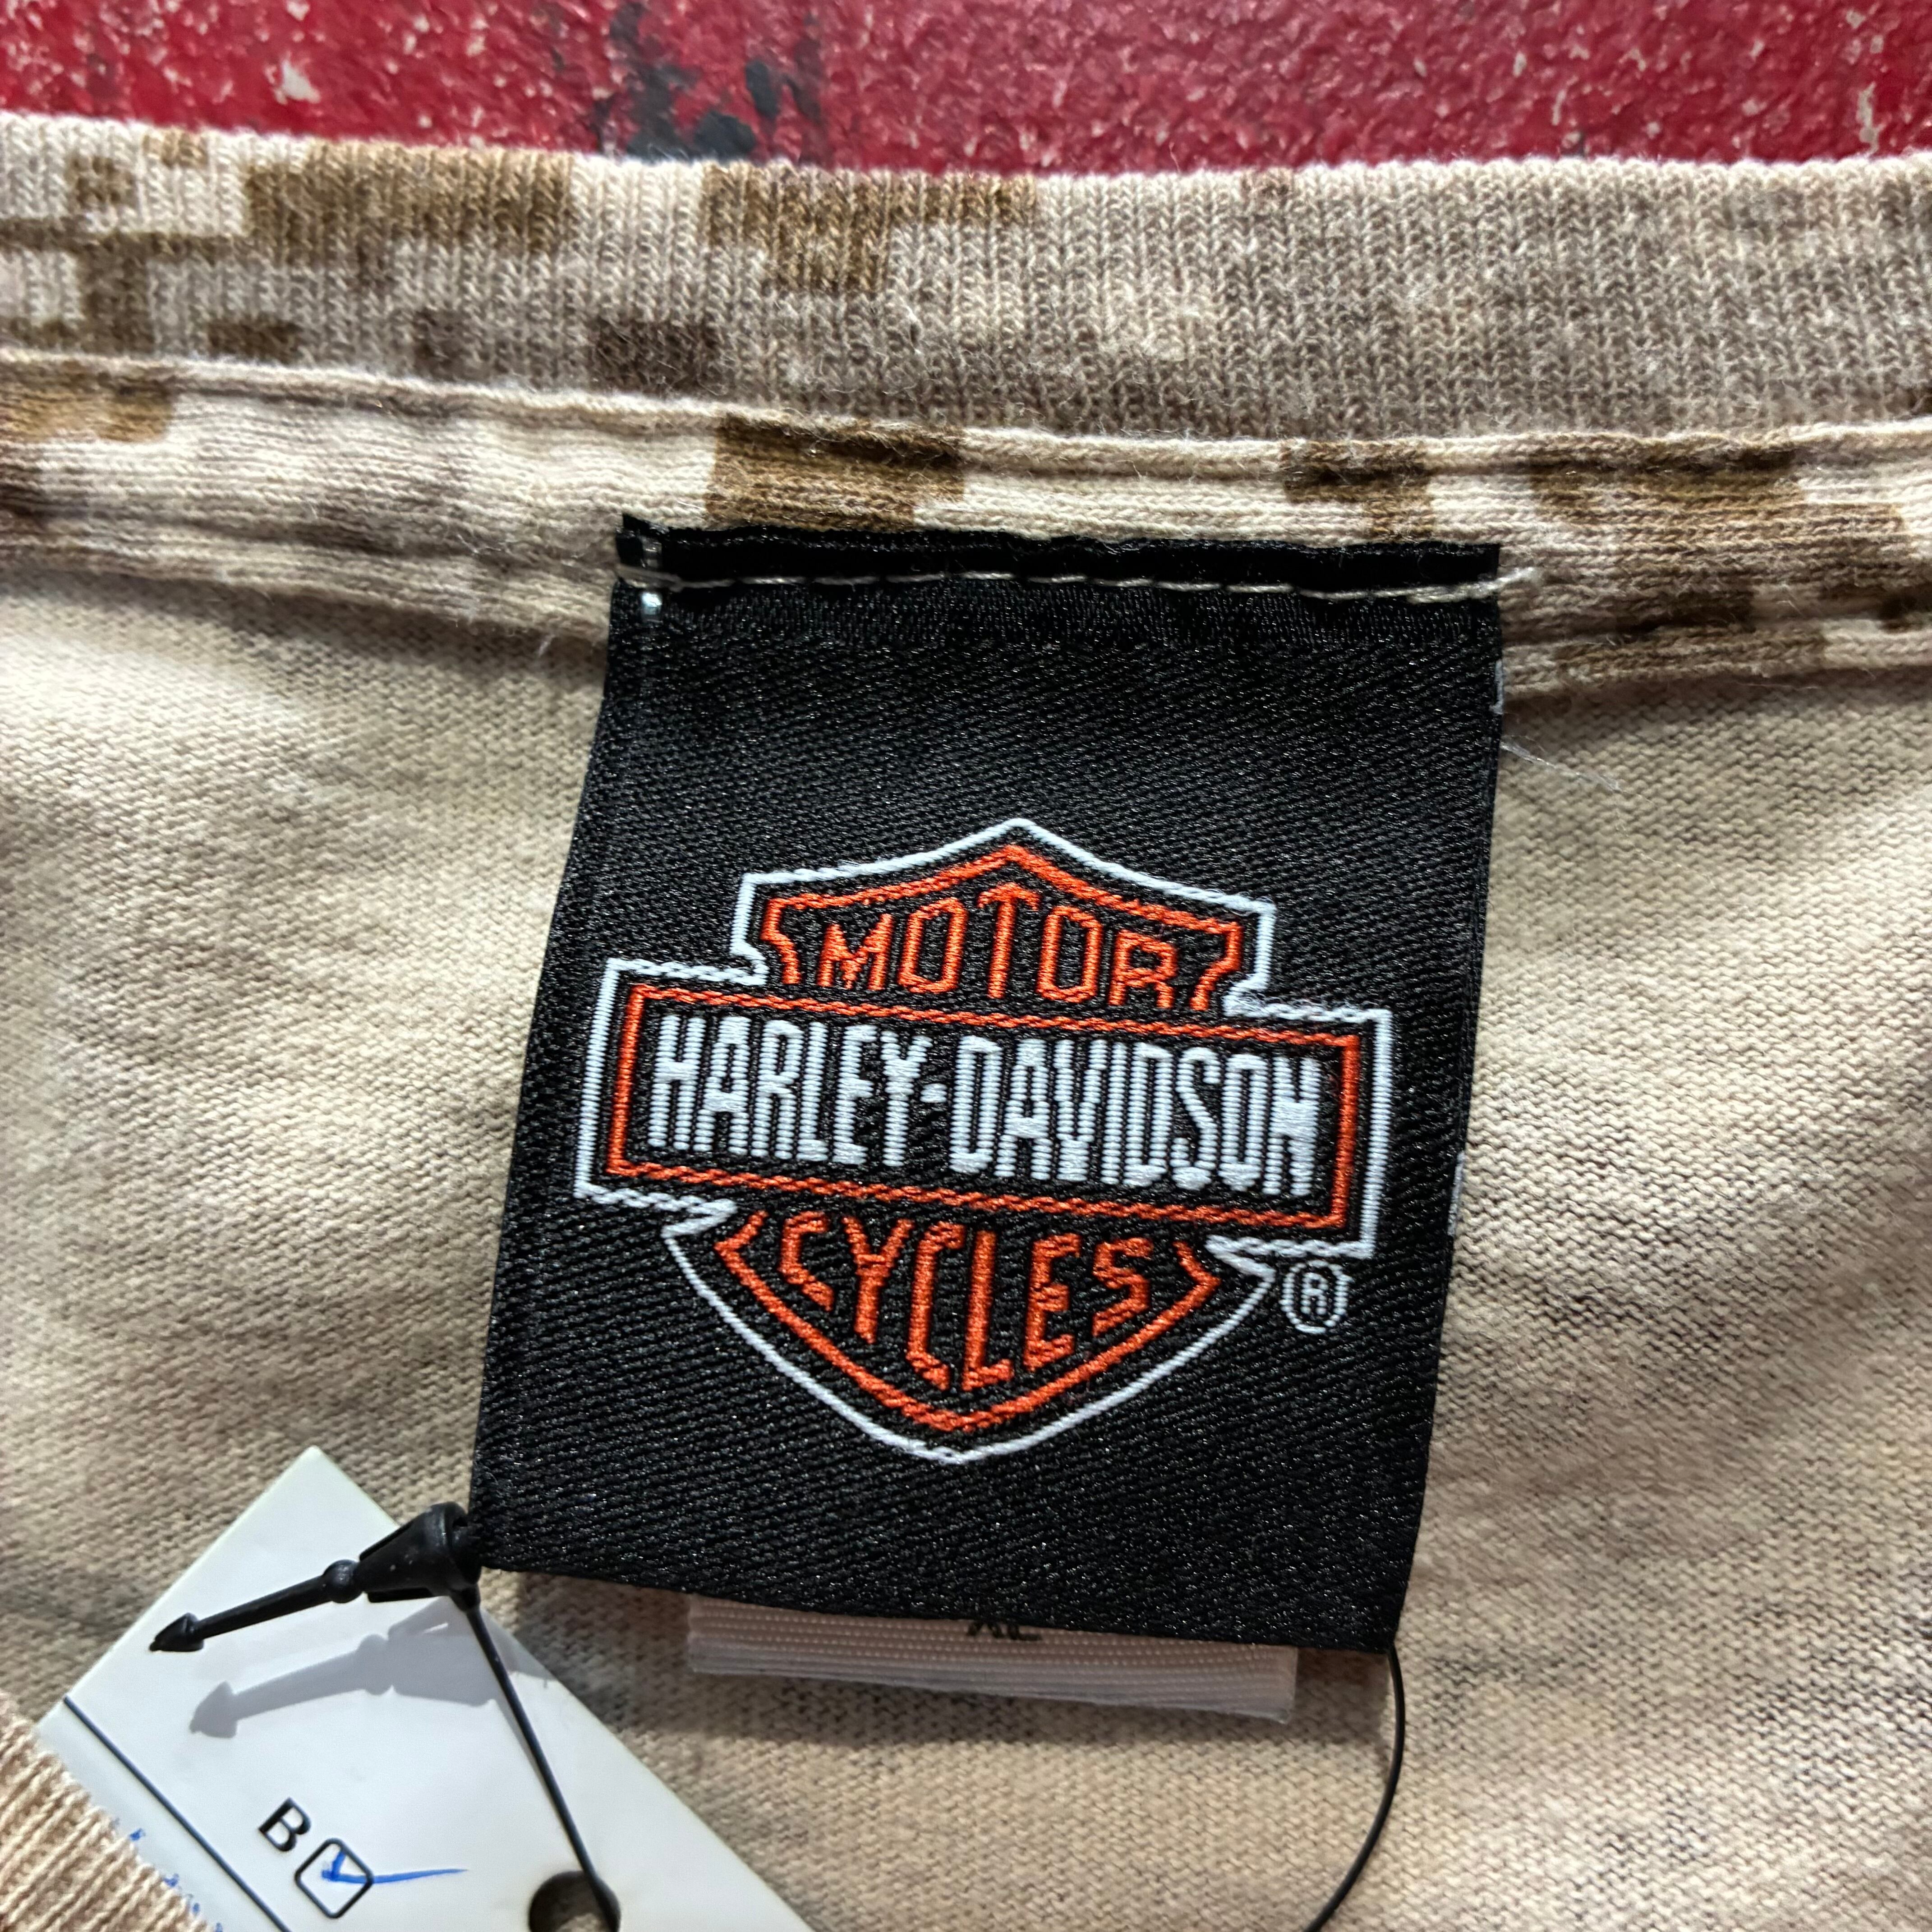 MOTOR
HARLEY-DAVIDSON
CYCLES
®
B